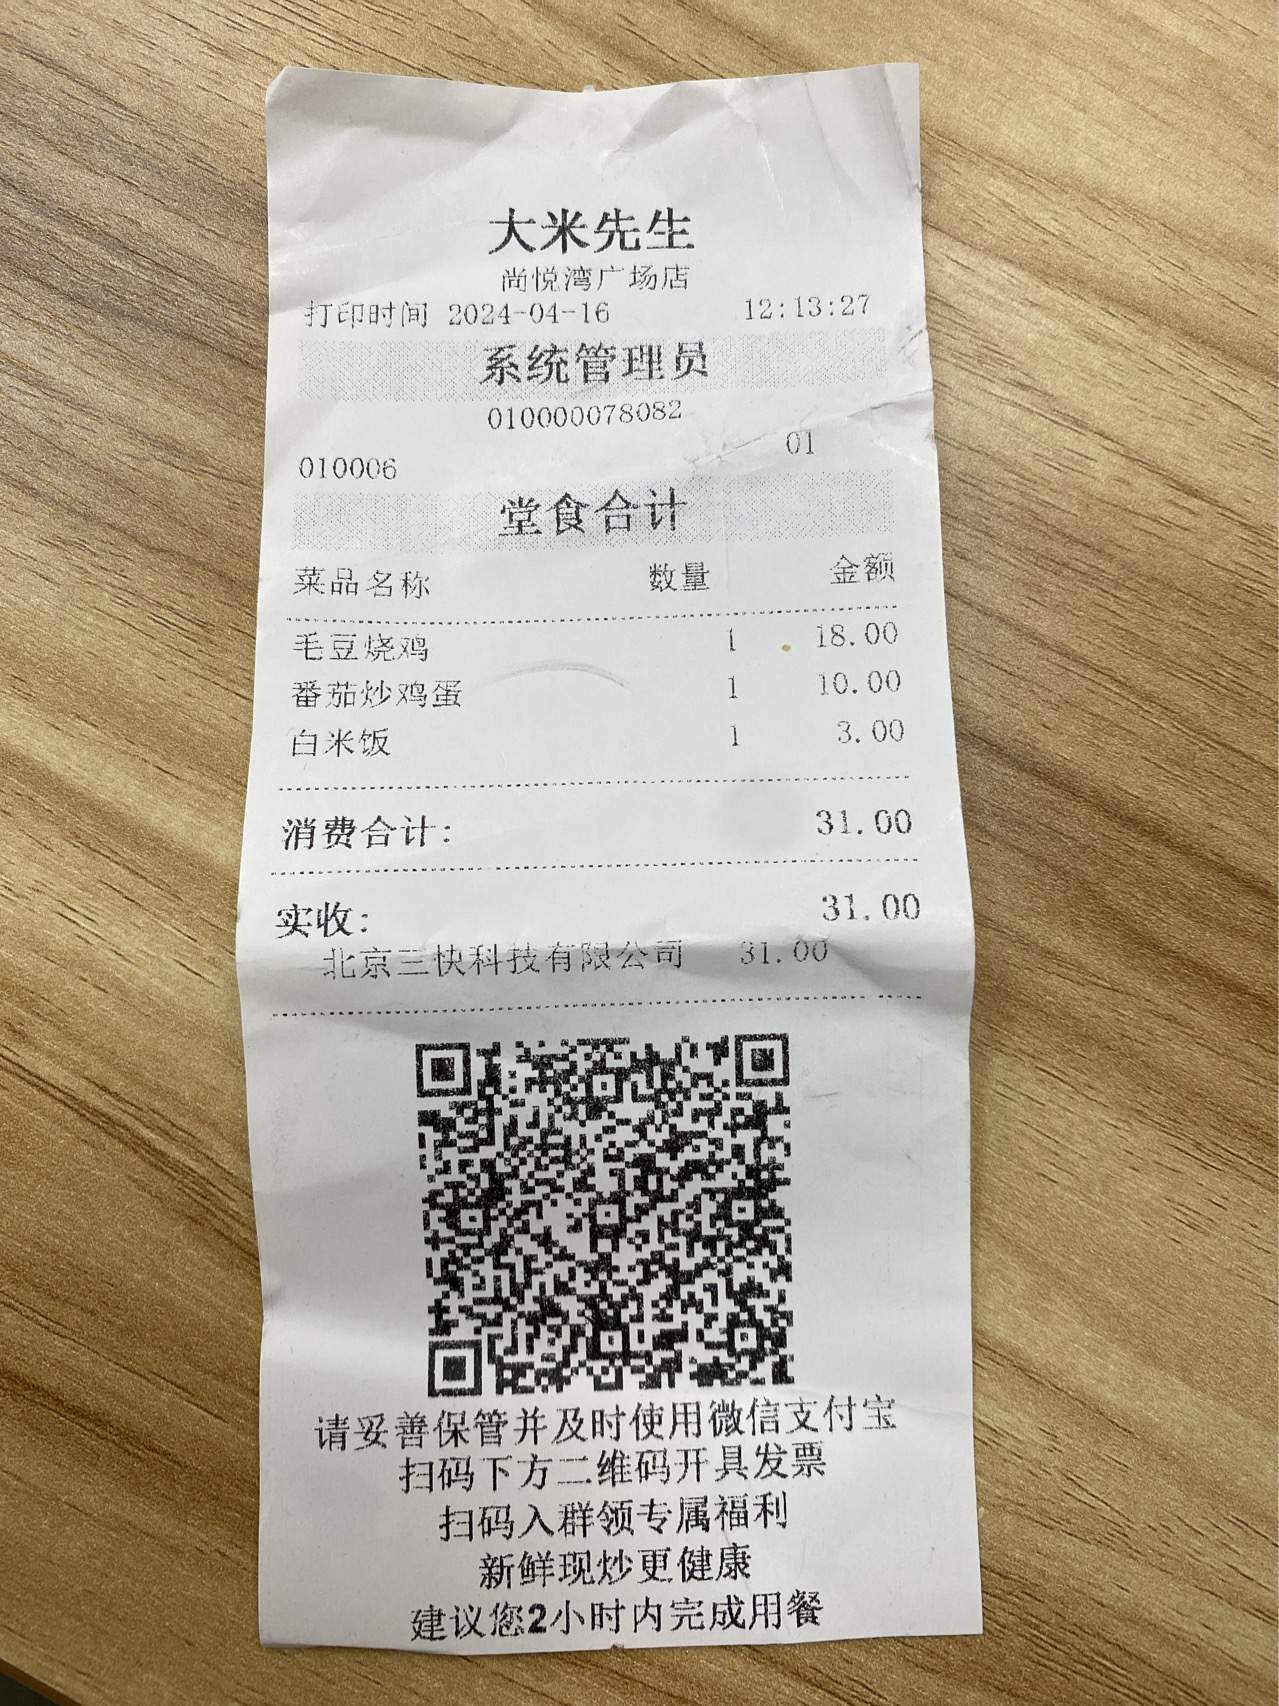 大米先生
尚悦湾广场店
打印时间 2024-04-16 12:13:27
系统管理员
010000078082
01
010006
堂食合计
菜品名称 数量 金额
毛豆烧鸡 1 18.00
番茄炒鸡蛋 1 10.00
白米饭 1 3.00
消费合计: 31.00
实收: 31.00
北京三快科技有限公司 31.00
请妥善保管并及时使用微信支付宝
扫码下方二维码开具发票
扫码入群领专属福利
新鲜现炒更健康
建议您2小时内完成用餐